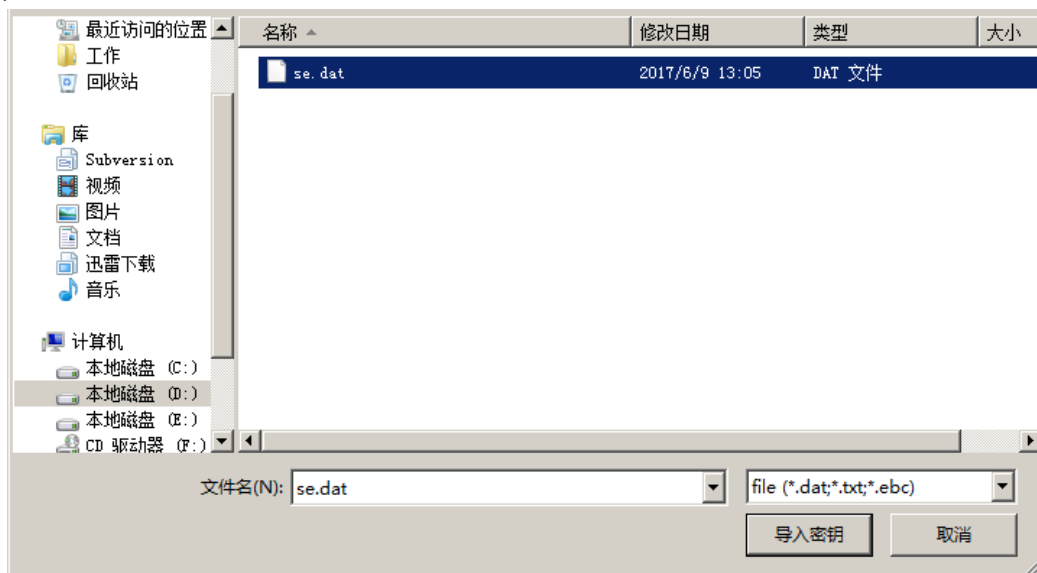 最近访问的位置
工作
回收站
库
Subversion
视频
图片
文档
迅雷下载
音乐
计算机
本地磁盘 (C:)
本地磁盘 (D:)
本地磁盘 (E:)
CD 驱动器 (F:)
名称 修改日期 类型 大小
se.dat 2017/6/9 13:05 DAT 文件
文件名(N): se.dat file (*.dat;*.txt;*.ebc)
导入密钥 取消